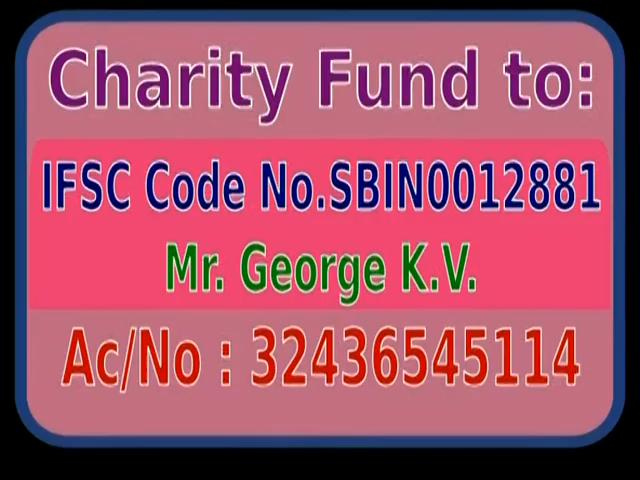 Charity Fund to:
IFSC Code No.SBIN0012881
Mr. George K.V.
Ac/No : 32436545114